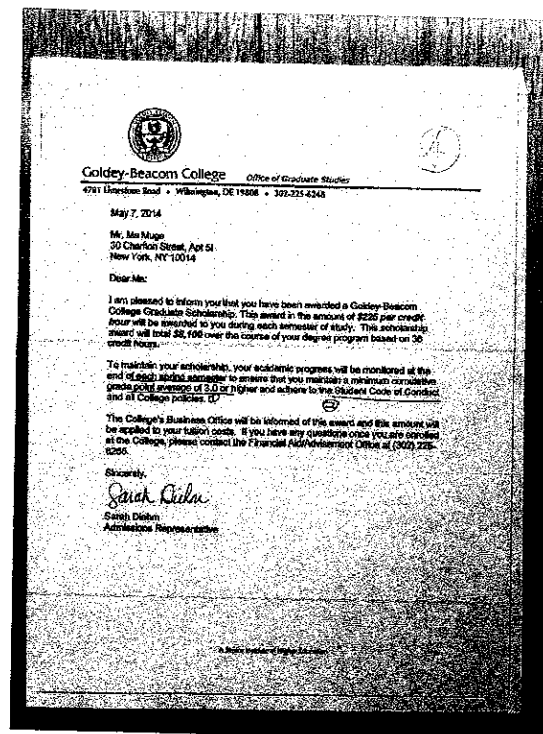 Goldey-Beacom College Office of Graduate Studies
4701 Limestone Road • Wilmington, DE 19808 • 302-225-6248
May 7, 2014
Mr. Ma Muge
30 Charlton Street, Apt 5I
New York, NY 10014
Dear Ma:
I am pleased to inform you that you have been awarded a Goldey-Beacom
College Graduate Scholarship. This award in the amount of $225 per credit
hour will be awarded to you during each semester of study. This scholarship
award will total $8,100 over the course of your degree program based on 36
credit hours.
To maintain your scholarship, your academic progress will be monitored at the
end of each spring semester to ensure that you maintain a minimum cumulative
grade point average of 3.0 or higher and adhere to the Student Code of Conduct
and all College policies.
The College's Business Office will be informed of this award and this amount will
be applied to your tuition costs. If you have any questions once you are enrolled
at the College, please contact the Financial Aid/Advisement Office at (302) 225-
6265.
Sincerely,
Sarah Diehm
Sarah Diehm
Admissions Representative